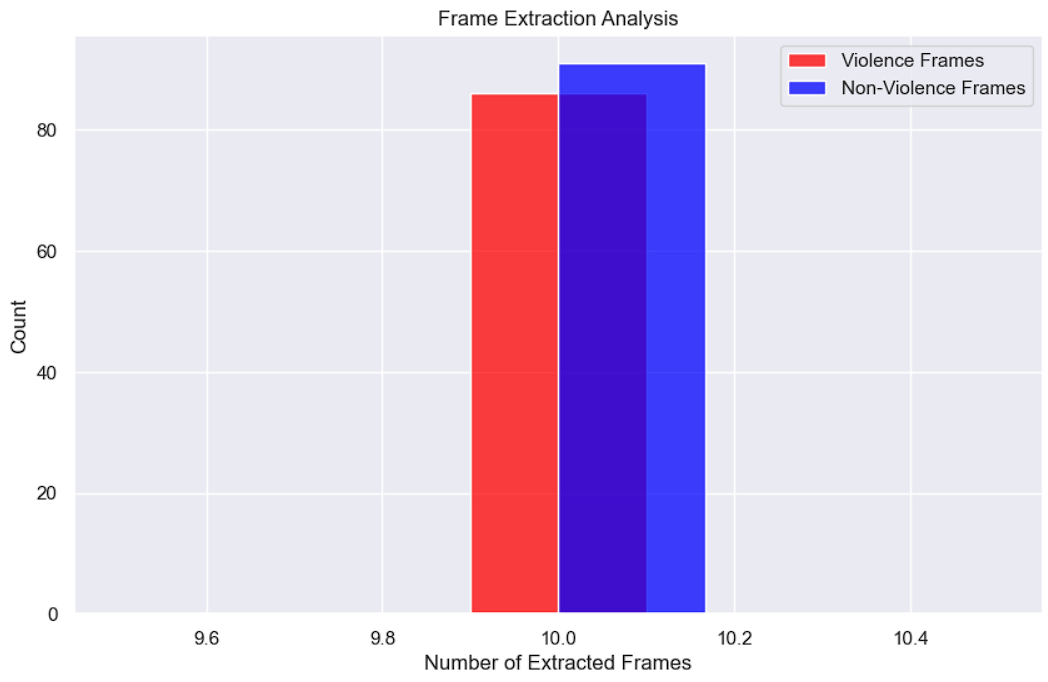 Frame Extraction Analysis
Violence Frames
Non-Violence Frames
Count
80
60
40
20
0
9.6
9.8
10.0
10.2
10.4
Number of Extracted Frames